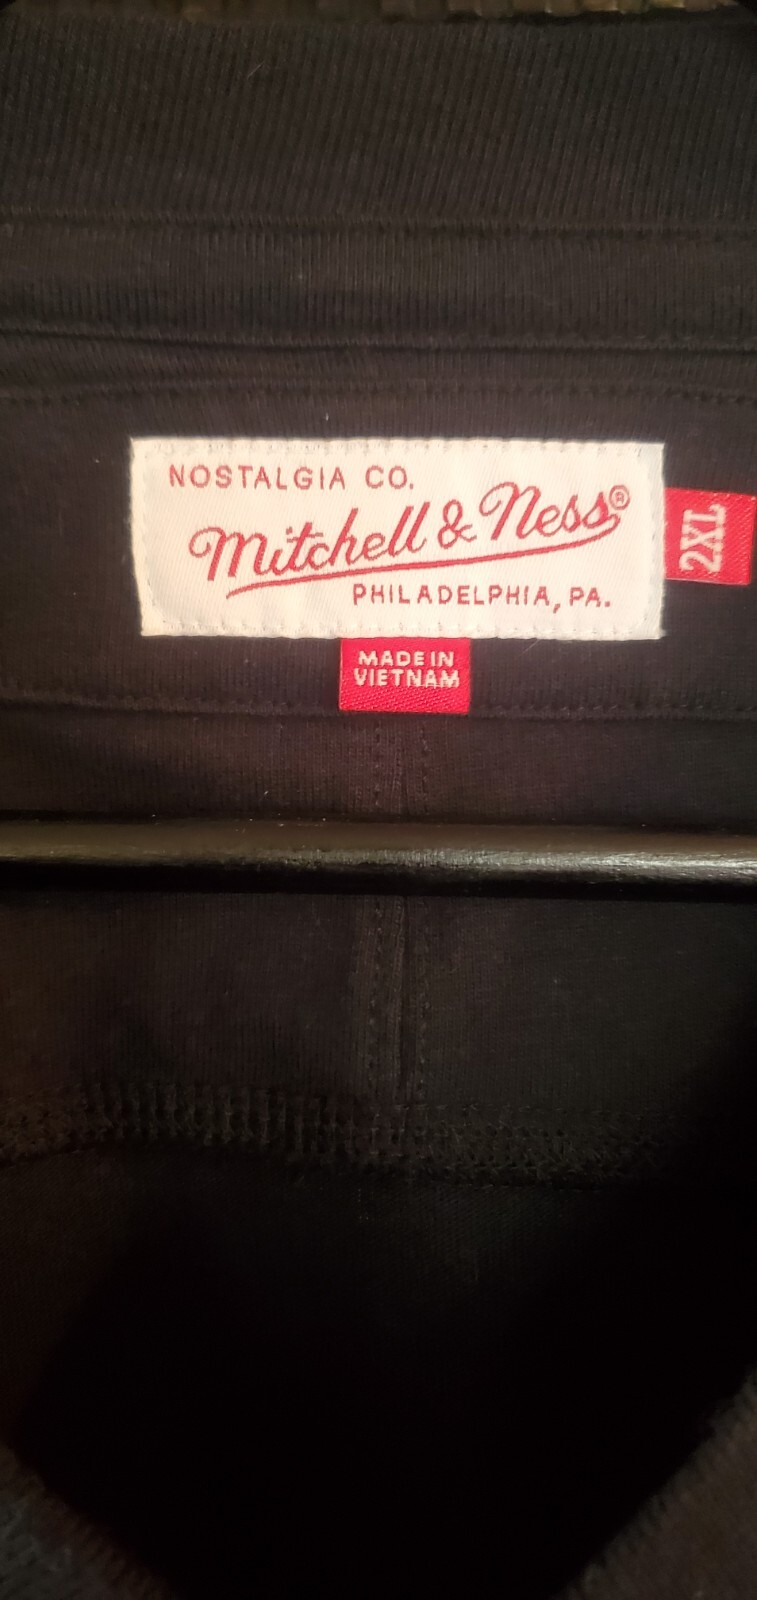 NOSTALGIA CO.
Mitchell & Ness®
PHILADELPHIA, PA.
2XL
MADE IN
VIETNAM